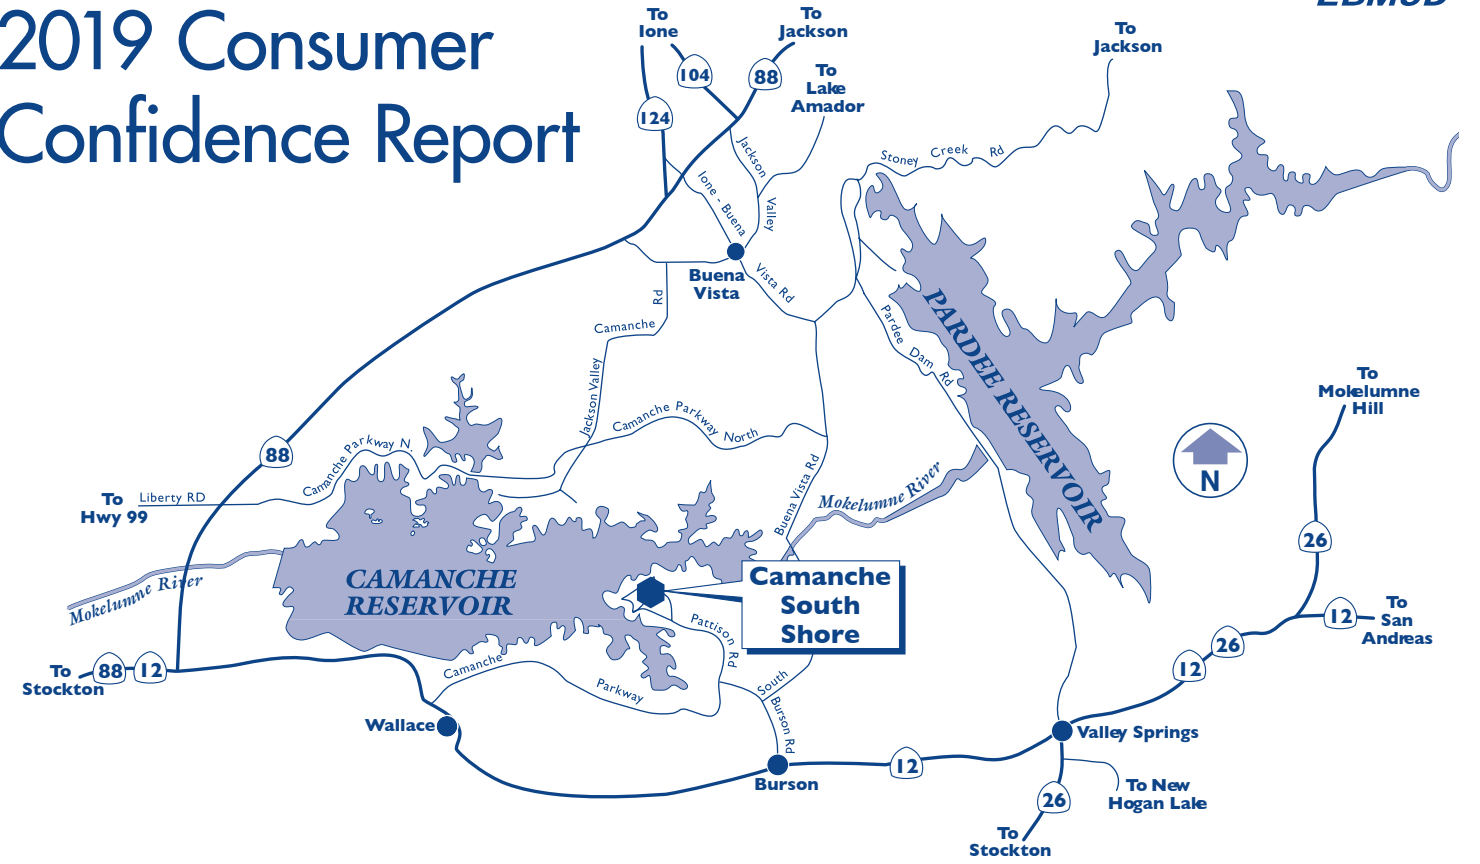 2019 Consumer
Confidence Report
To
Ione
To
Jackson
To
Lake
Amador
To
Jackson
104
88
124
Stoney Creek Rd
Jackson
Valley
Ione - Buena
Vista Rd
Buena
Vista
Camanche
Rd
Jackson Valley
Pardee Dam Rd
PARDEE RESERVOIR
To
Mokelumne
Hill
N
88
Camanche Parkway N.
Camanche Parkway North
Buena Vista Rd
Mokelumne River
To
Hwy 99
Liberty RD
Mokelumne River
CAMANCHE
RESERVOIR
Camanche
South
Shore
26
12
To
San
Andreas
26
12
To
Stockton
88
12
Camanche
Parkway
Pattison Rd
South
Burson Rd
Wallace
Burson
12
Valley Springs
To New
Hogan Lake
26
To
Stockton